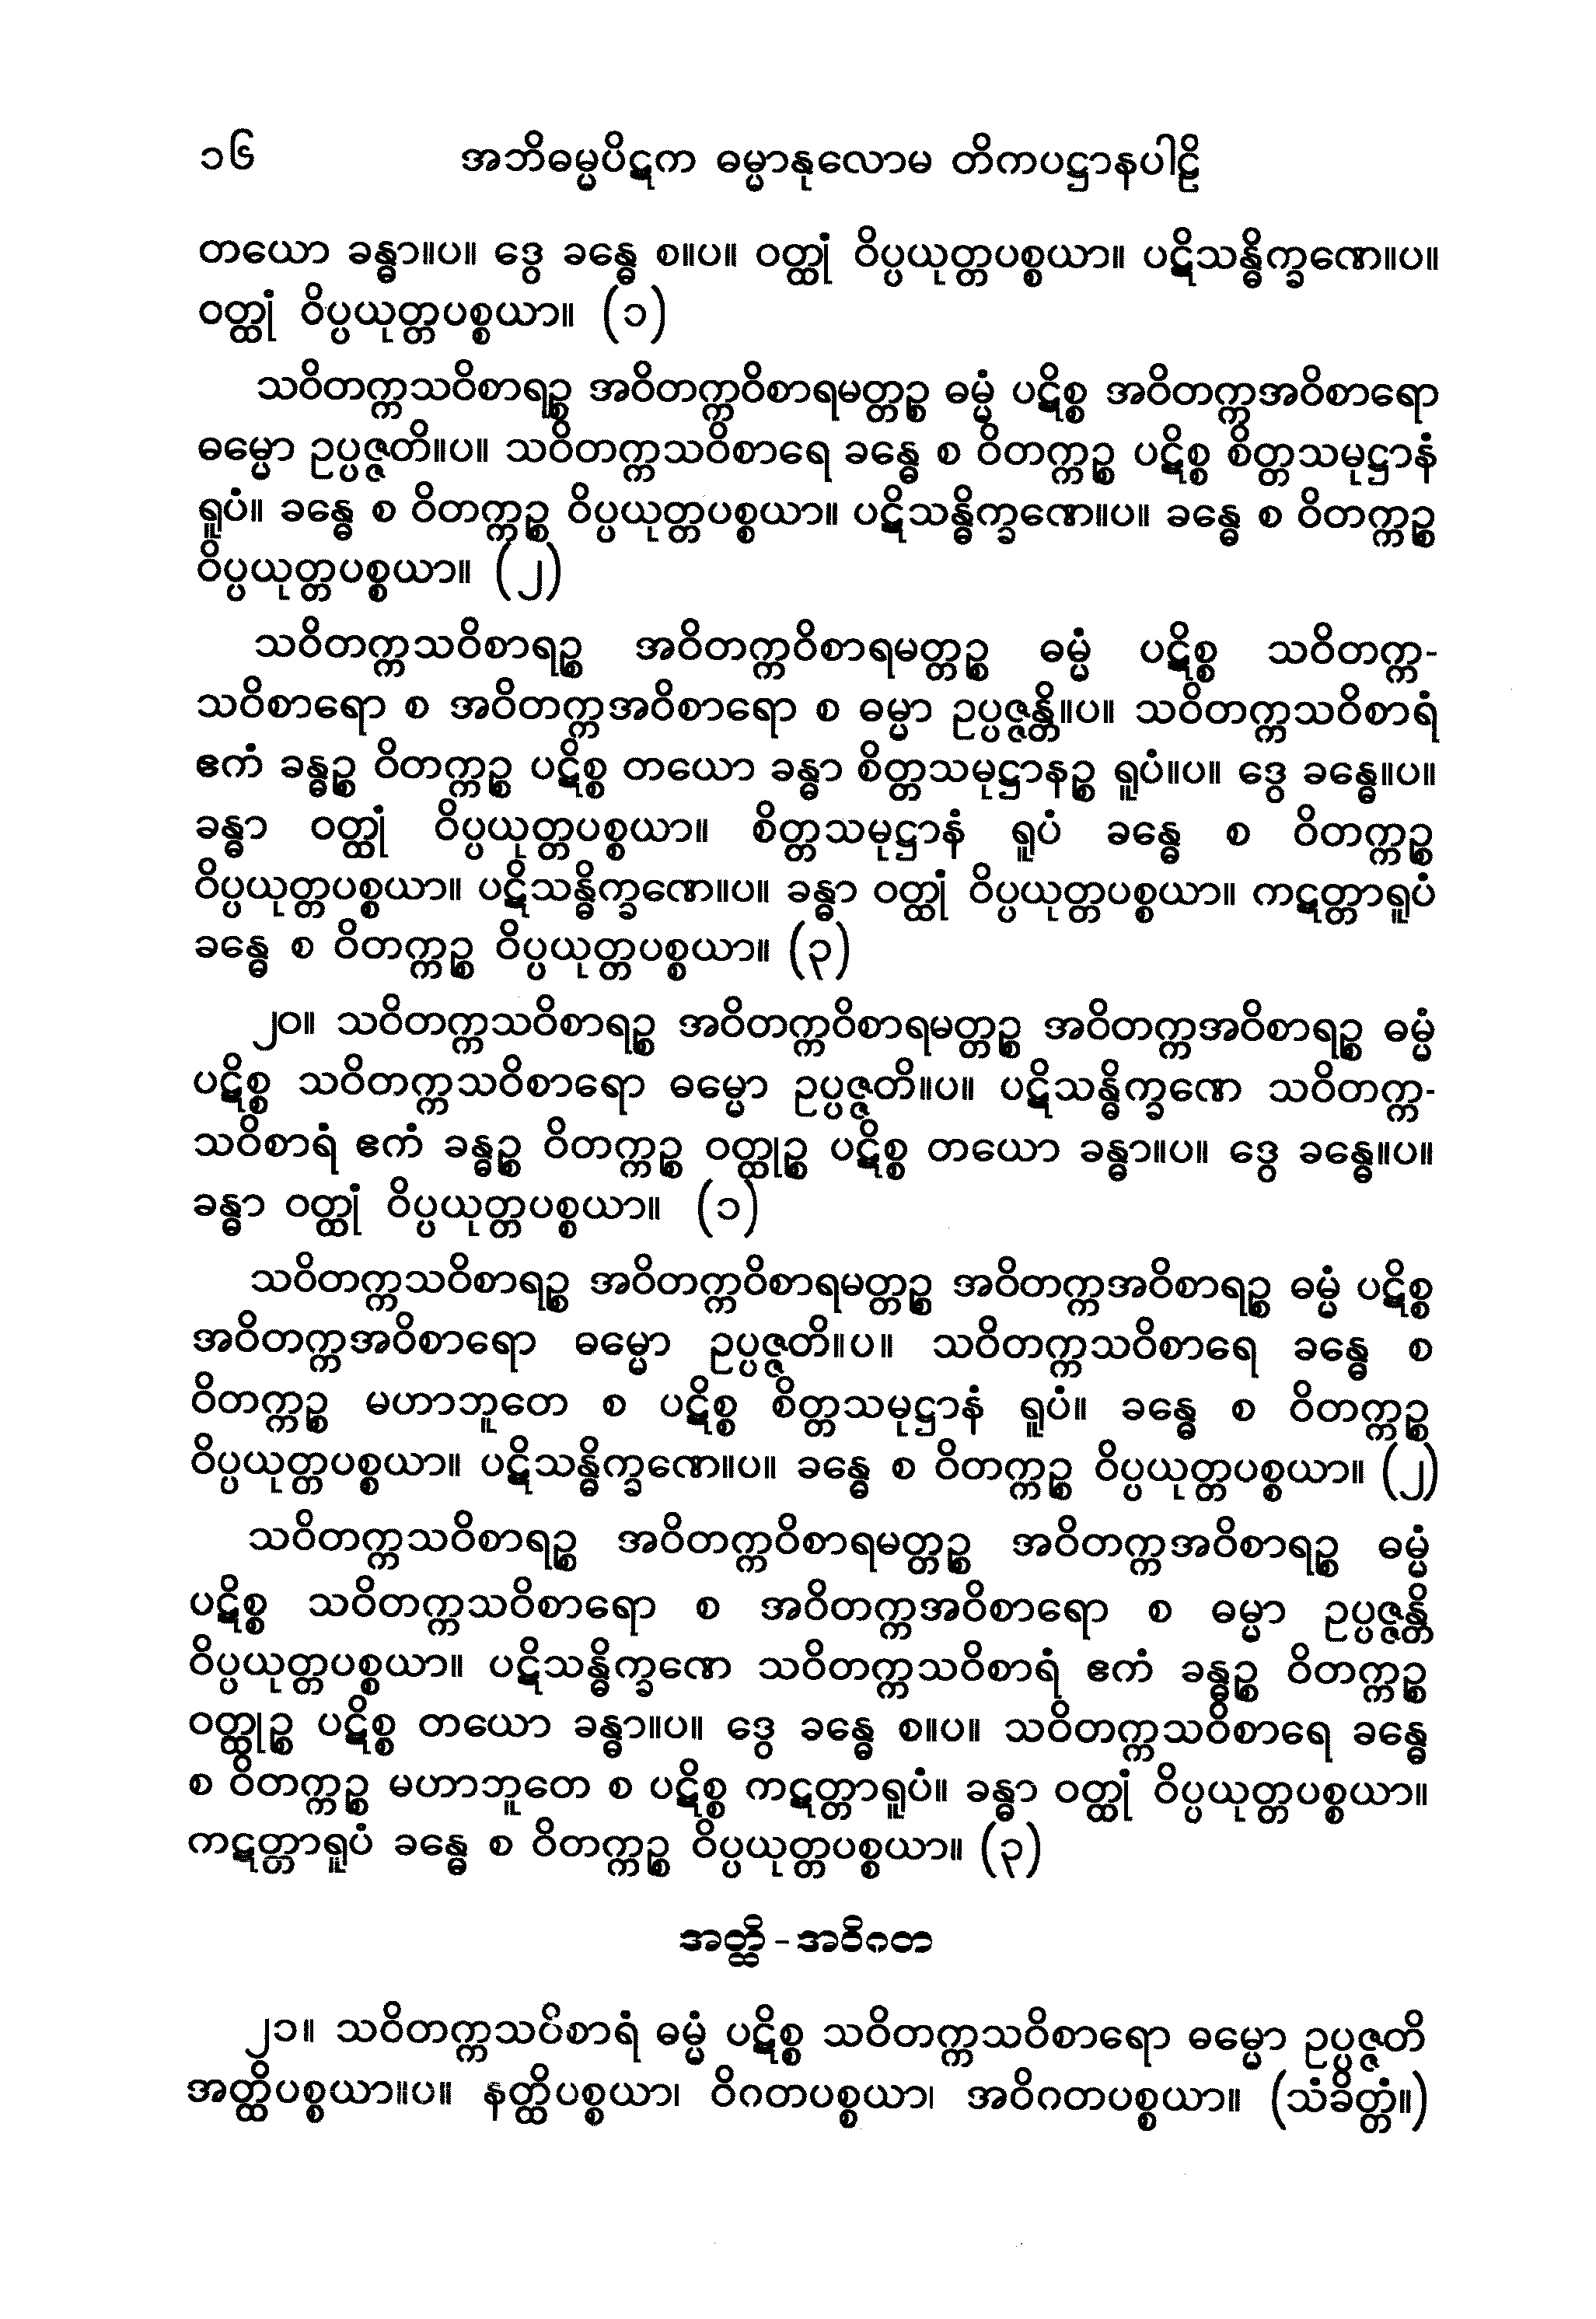 ၁၆ အဘိဓမ္မပိဋက ဓမ္မာနုလောမ တိကပဋ္ဌာနပါဠိ
တယော ခန္ဓာ။ပ။ ဒွေ ခန္ဓေ စ။ပ။ ဝတ္ထုံ ဝိပ္ပယုတ္တပစ္စယာ။ ပဋိသန္ဓိက္ခဏေ။ပ။
ဝတ္ထုံ ဝိပ္ပယုတ္တပစ္စယာ။ (၁)
သဝိတက္ကသဝိစာရဉ္စ အဝိတက္ကဝိစာရမတ္တဉ္စ ဓမ္မံ ပဋိစ္စ အဝိတက္ကအဝိစာရော
ဓမ္မော ဥပ္ပဇ္ဇတိ။ပ။ သဝိတက္ကသဝိစာရေ ခန္ဓေ စ ဝိတက္ကဉ္စ ပဋိစ္စ စိတ္တသမုဋ္ဌာနံ
ရူပံ။ ခန္ဓေ စ ဝိတက္ကဉ္စ ဝိပ္ပယုတ္တပစ္စယာ။ ပဋိသန္ဓိက္ခဏေ။ပ။ ခန္ဓေ စ ဝိတက္ကဉ္စ
ဝိပ္ပယုတ္တပစ္စယာ။ (၂)
သဝိတက္ကသဝိစာရဉ္စ အဝိတက္ကဝိစာရမတ္တဉ္စ ဓမ္မံ ပဋိစ္စ သဝိတက္က-
သဝိစာရော စ အဝိတက္ကအဝိစာရော စ ဓမ္မာ ဥပ္ပဇ္ဇန္တိ။ပ။ သဝိတက္ကသဝိစာရံ
ဧကံ ခန္ဓဉ္စ ဝိတက္ကဉ္စ ပဋိစ္စ တယော ခန္ဓာ စိတ္တသမုဋ္ဌာနဉ္စ ရူပံ။ပ။ ဒွေ ခန္ဓေ။ပ။
ခန္ဓာ ဝတ္ထုံ ဝိပ္ပယုတ္တပစ္စယာ။ စိတ္တသမုဋ္ဌာနံ ရူပံ ခန္ဓေ စ ဝိတက္ကဉ္စ
ဝိပ္ပယုတ္တပစ္စယာ။ ပဋိသန္ဓိက္ခဏေ။ပ။ ခန္ဓာ ဝတ္ထုံ ဝိပ္ပယုတ္တပစ္စယာ။ ကဋတ္တာရူပံ
ခန္ဓေ စ ဝိတက္ကဉ္စ ဝိပ္ပယုတ္တပစ္စယာ။ (၃)
၂၀။ သဝိတက္ကသဝိစာရဉ္စ အဝိတက္ကဝိစာရမတ္တဉ္စ အဝိတက္ကအဝိစာရဉ္စ ဓမ္မံ
ပဋိစ္စ သဝိတက္ကသဝိစာရော ဓမ္မော ဥပ္ပဇ္ဇတိ။ပ။ ပဋိသန္ဓိက္ခဏေ သဝိတက္က-
သဝိစာရံ ဧကံ ခန္ဓဉ္စ ဝိတက္ကဉ္စ ဝတ္ထုဉ္စ ပဋိစ္စ တယော ခန္ဓာ။ပ။ ဒွေ ခန္ဓေ။ပ။
ခန္ဓာ ဝတ္ထုံ ဝိပ္ပယုတ္တပစ္စယာ။ (၁)
သဝိတက္ကသဝိစာရဉ္စ အဝိတက္ကဝိစာရမတ္တဉ္စ အဝိတက္ကအဝိစာရဉ္စ ဓမ္မံ ပဋိစ္စ
အဝိတက္ကအဝိစာရော ဓမ္မော ဥပ္ပဇ္ဇတိ။ပ။ သဝိတက္ကသဝိစာရေ ခန္ဓေ စ
ဝိတက္ကဉ္စ မဟာဘူတေ စ ပဋိစ္စ စိတ္တသမုဋ္ဌာနံ ရူပံ။ ခန္ဓေ စ ဝိတက္ကဉ္စ
ဝိပ္ပယုတ္တပစ္စယာ။ ပဋိသန္ဓိက္ခဏေ။ပ။ ခန္ဓေ စ ဝိတက္ကဉ္စ ဝိပ္ပယုတ္တပစ္စယာ။ (၂)
သဝိတက္ကသဝိစာရဉ္စ အဝိတက္ကဝိစာရမတ္တဉ္စ အဝိတက္ကအဝိစာရဉ္စ ဓမ္မံ
ပဋိစ္စ သဝိတက္ကသဝိစာရော စ အဝိတက္ကအဝိစာရော စ ဓမ္မာ ဥပ္ပဇ္ဇန္တိ
ဝိပ္ပယုတ္တပစ္စယာ။ ပဋိသန္ဓိက္ခဏေ သဝိတက္ကသဝိစာရံ ဧကံ ခန္ဓဉ္စ ဝိတက္ကဉ္စ
ဝတ္ထုဉ္စ ပဋိစ္စ တယော ခန္ဓာ။ပ။ ဒွေ ခန္ဓေ စ။ပ။ သဝိတက္ကသဝိစာရေ ခန္ဓေ
စ ဝိတက္ကဉ္စ မဟာဘူတေ စ ပဋိစ္စ ကဋတ္တာရူပံ။ ခန္ဓာ ဝတ္ထုံ ဝိပ္ပယုတ္တပစ္စယာ။
ကဋတ္တာရူပံ ခန္ဓေ စ ဝိတက္ကဉ္စ ဝိပ္ပယုတ္တပစ္စယာ။ (၃)
အတ္ထိ - အဝိဂတ
၂၁။ သဝိတက္ကသဝိစာရံ ဓမ္မံ ပဋိစ္စ သဝိတက္ကသဝိစာရော ဓမ္မော ဥပ္ပဇ္ဇတိ
အတ္ထိပစ္စယာ။ပ။ နတ္ထိပစ္စယာ၊ ဝိဂတပစ္စယာ၊ အဝိဂတပစ္စယာ။ (သံခိတ္တံ။)